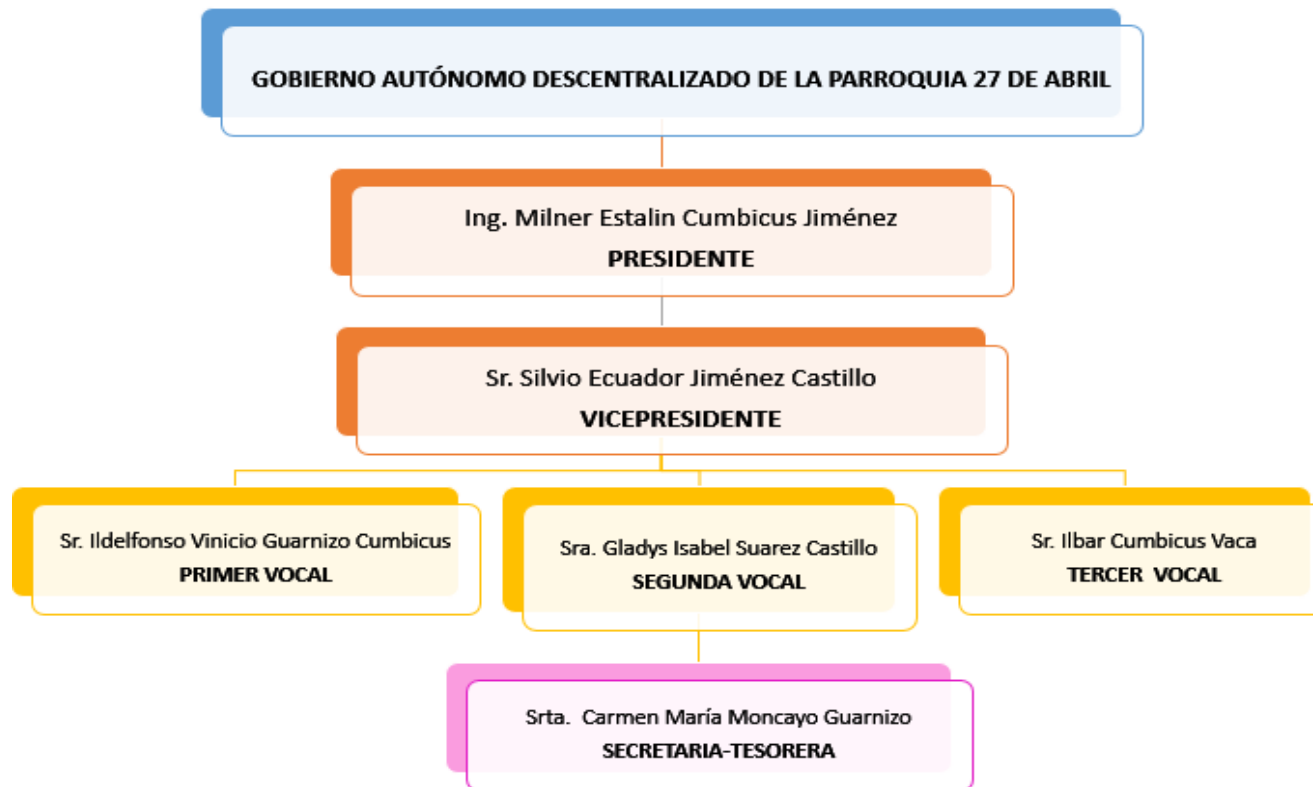 GOBIERNO AUTÓNOMO DESCENTRALIZADO DE LA PARROQUIA 27 DE ABRIL
Ing. Milner Estalin Cumbicus Jiménez
PRESIDENTE
Sr. Silvio Ecuador Jiménez Castillo
VICEPRESIDENTE
Sr. Ildelfonso Vinicio Guarnizo Cumbicus
PRIMER VOCAL
Sra. Gladys Isabel Suarez Castillo
SEGUNDA VOCAL
Sr. Ilbar Cumbicus Vaca
TERCER VOCAL
Srta. Carmen María Moncayo Guarnizo
SECRETARIA-TESORERA